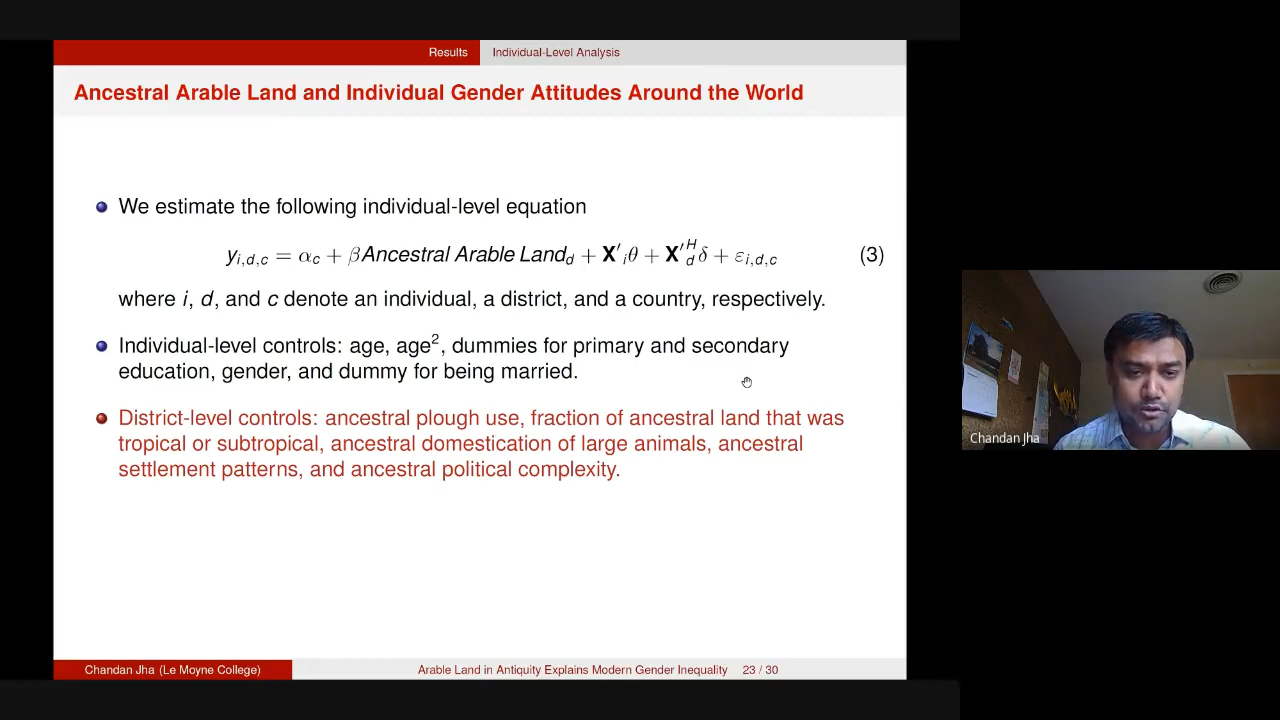 Results Individual-Level Analysis
Ancestral Arable Land and Individual Gender Attitudes Around the World
We estimate the following individual-level equation
y_{i,d,c} = α_c + βAncestral Arable Land_d + X′_iθ + X′^H_dδ + ε_{i,d,c} (3)
where i, d, and c denote an individual, a district, and a country, respectively.
Individual-level controls: age, age², dummies for primary and secondary
education, gender, and dummy for being married.
District-level controls: ancestral plough use, fraction of ancestral land that was
tropical or subtropical, ancestral domestication of large animals, ancestral
settlement patterns, and ancestral political complexity.
Chandan Jha (Le Moyne College) Arable Land in Antiquity Explains Modern Gender Inequality 23 / 30
Chandan Jha